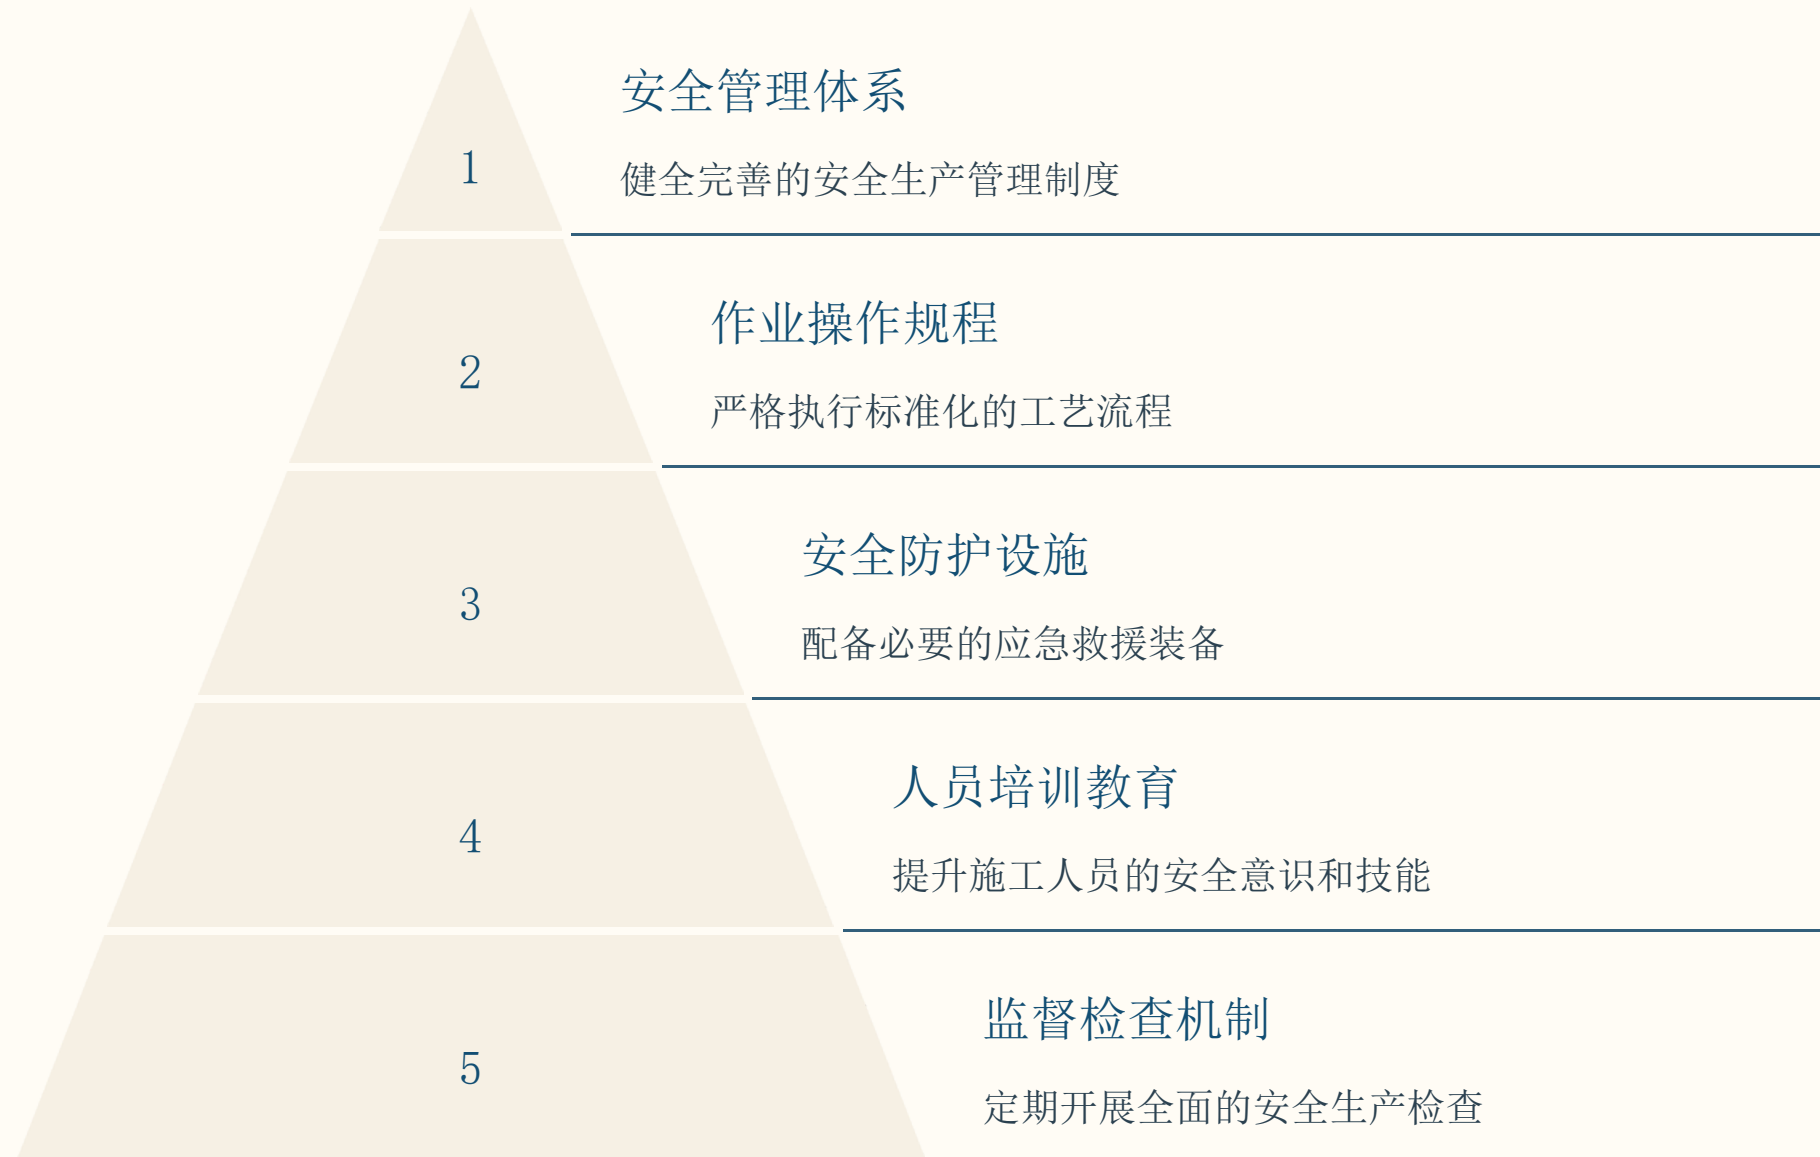 安全管理体系
1
健全完善的安全生产管理制度
作业操作规程
2
严格执行标准化的工艺流程
安全防护设施
3
配备必要的应急救援装备
人员培训教育
4
提升施工人员的安全意识和技能
监督检查机制
5
定期开展全面的安全生产检查